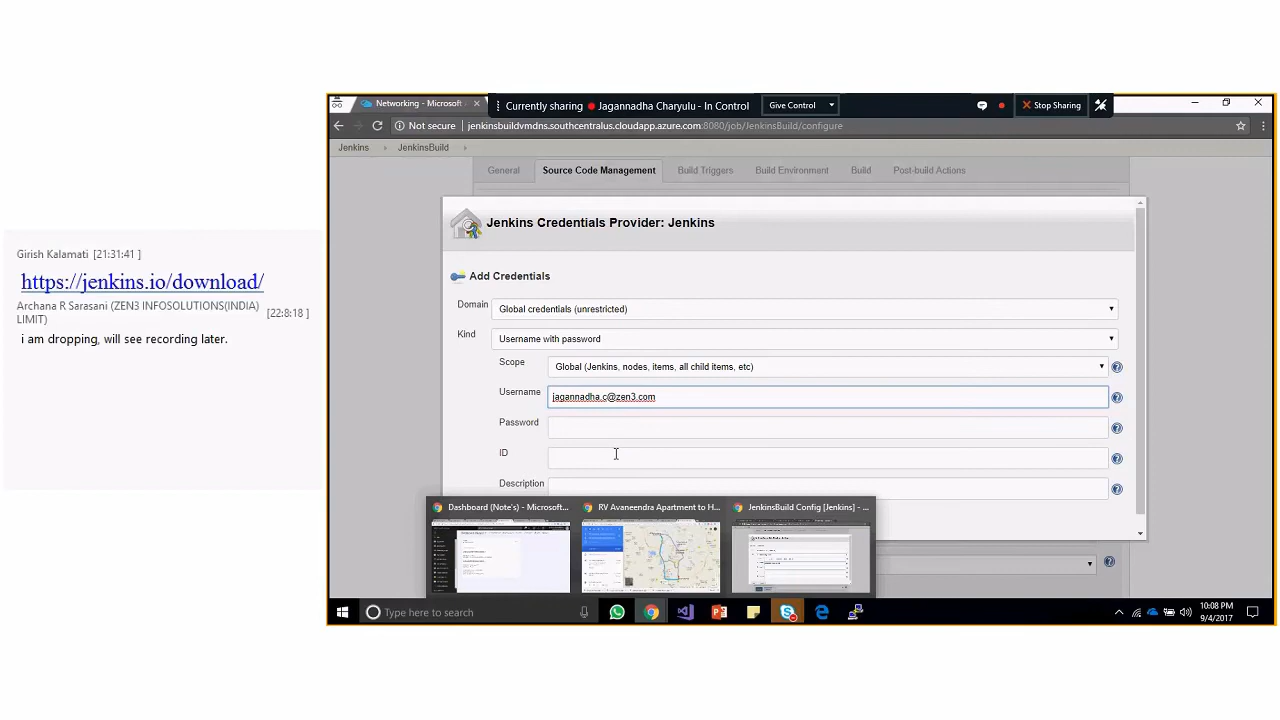 Girish Kalamati [21:31:41 ]
https://jenkins.io/download/
Archana R Sarasani (ZEN3 INFOSOLUTIONS(INDIA) LIMIT) [22:8:18 ]
i am dropping, will see recording later.
Networking - Microsoft
Currently sharing Jagannadha Charyulu - In Control
Give Control
Stop Sharing
Not secure jenkinsbuildvmdns.southcentralus.cloudapp.azure.com:8080/job/JenkinsBuild/configure
Jenkins JenkinsBuild
General Source Code Management Build Triggers Build Environment Build Post-build Actions
Jenkins Credentials Provider: Jenkins
Add Credentials
Domain Global credentials (unrestricted)
Kind Username with password
Scope Global (Jenkins, nodes, items, all child items, etc)
Username jagannadha.c@zen3.com
Password
ID
Description
Dashboard (Note's) - Microsoft... RV Avaneendra Apartment to H... JenkinsBuild Config [Jenkins] - ...
Type here to search
10:08 PM
9/4/2017